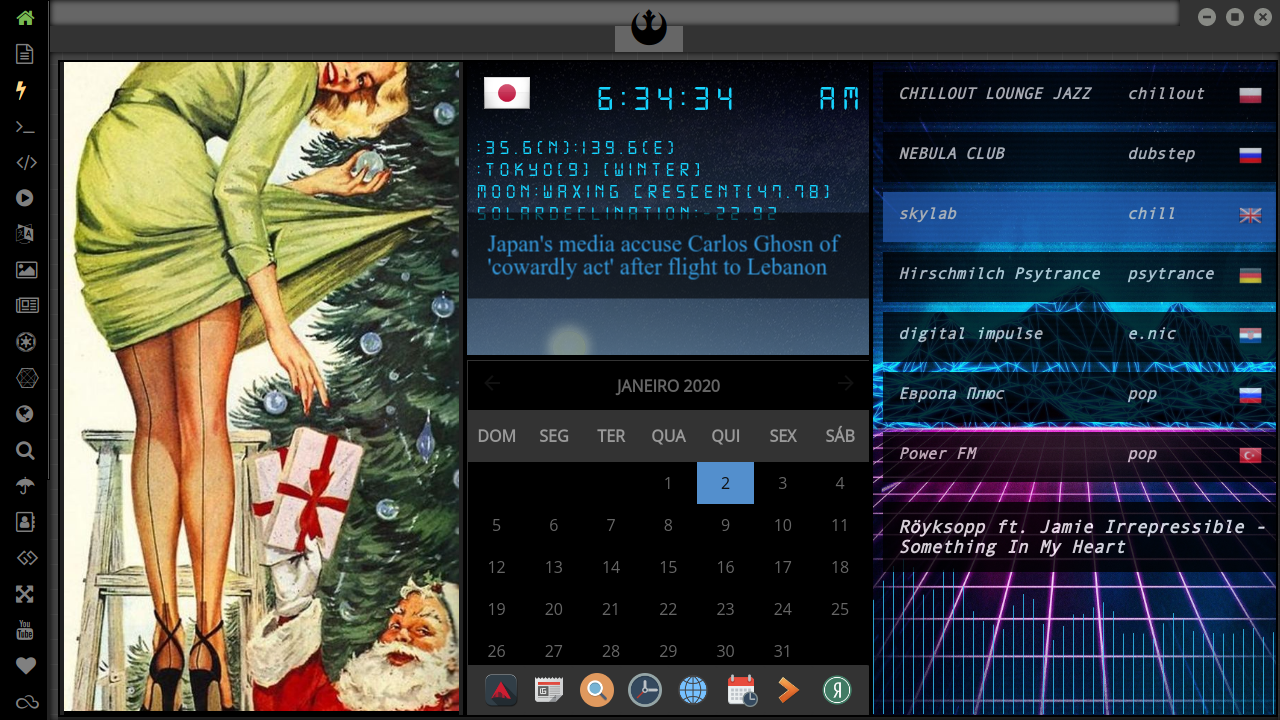 6:34:34 AM
:35.6(N):139.6(E)
:TOKYO(9) (WINTER)
MOON:WAXING CRESCENT(47.78)
SOLARDECLINATION:-22.92
Japan's media accuse Carlos Ghosn of
'cowardly act' after flight to Lebanon
JANEIRO 2020
DOM SEG TER QUA QUI SEX SÁB
1 2 3 4
5 6 7 8 9 10 11
12 13 14 15 16 17 18
19 20 21 22 23 24 25
26 27 28 29 30 31
CHILLOUT LOUNGE JAZZ chillout
NEBULA CLUB dubstep
skylab chill
Hirschmilch Psytrance psytrance
digital impulse e.nic
Европа Плюс pop
Power FM pop
Röyksopp ft. Jamie Irrepressible -
Something In My Heart
You
Tube
Я